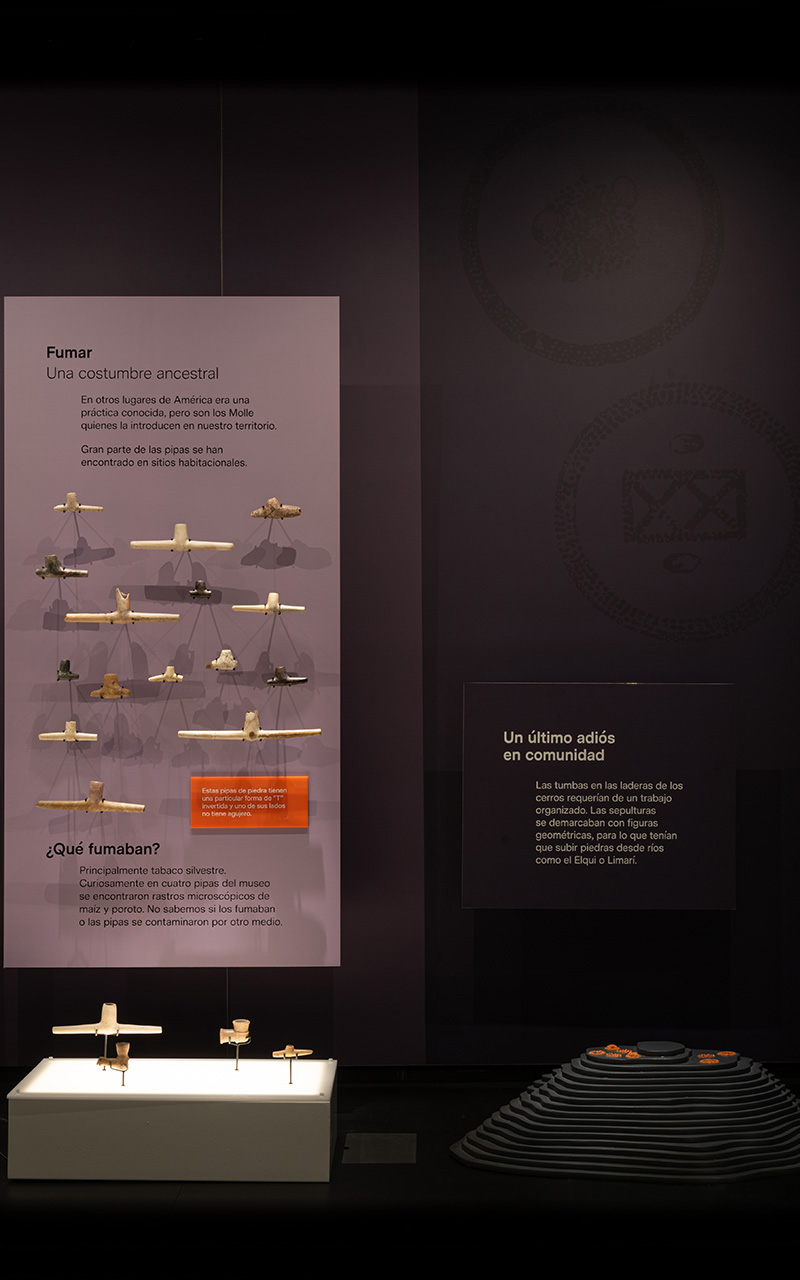 Fumar
Una costumbre ancestral
En otros lugares de América era una
práctica conocida, pero son los Molle
quienes la introducen en nuestro territorio.
Gran parte de las pipas se han
encontrado en sitios habitacionales.
Estas pipas de piedra tienen
una particular forma de "T"
invertida y uno de sus lados
no tiene agujero.
¿Qué fumaban?
Principalmente tabaco silvestre.
Curiosamente en cuatro pipas del museo
se encontraron rastros microscópicos de
maíz y poroto. No sabemos si los fumaban
o las pipas se contaminaron por otro medio.
Un último adiós
en comunidad
Las tumbas en las laderas de los
cerros requerían de un trabajo
organizado. Las sepulturas
se demarcaban con figuras
geométricas, para lo que tenían
que subir piedras desde ríos
como el Elqui o Limarí.